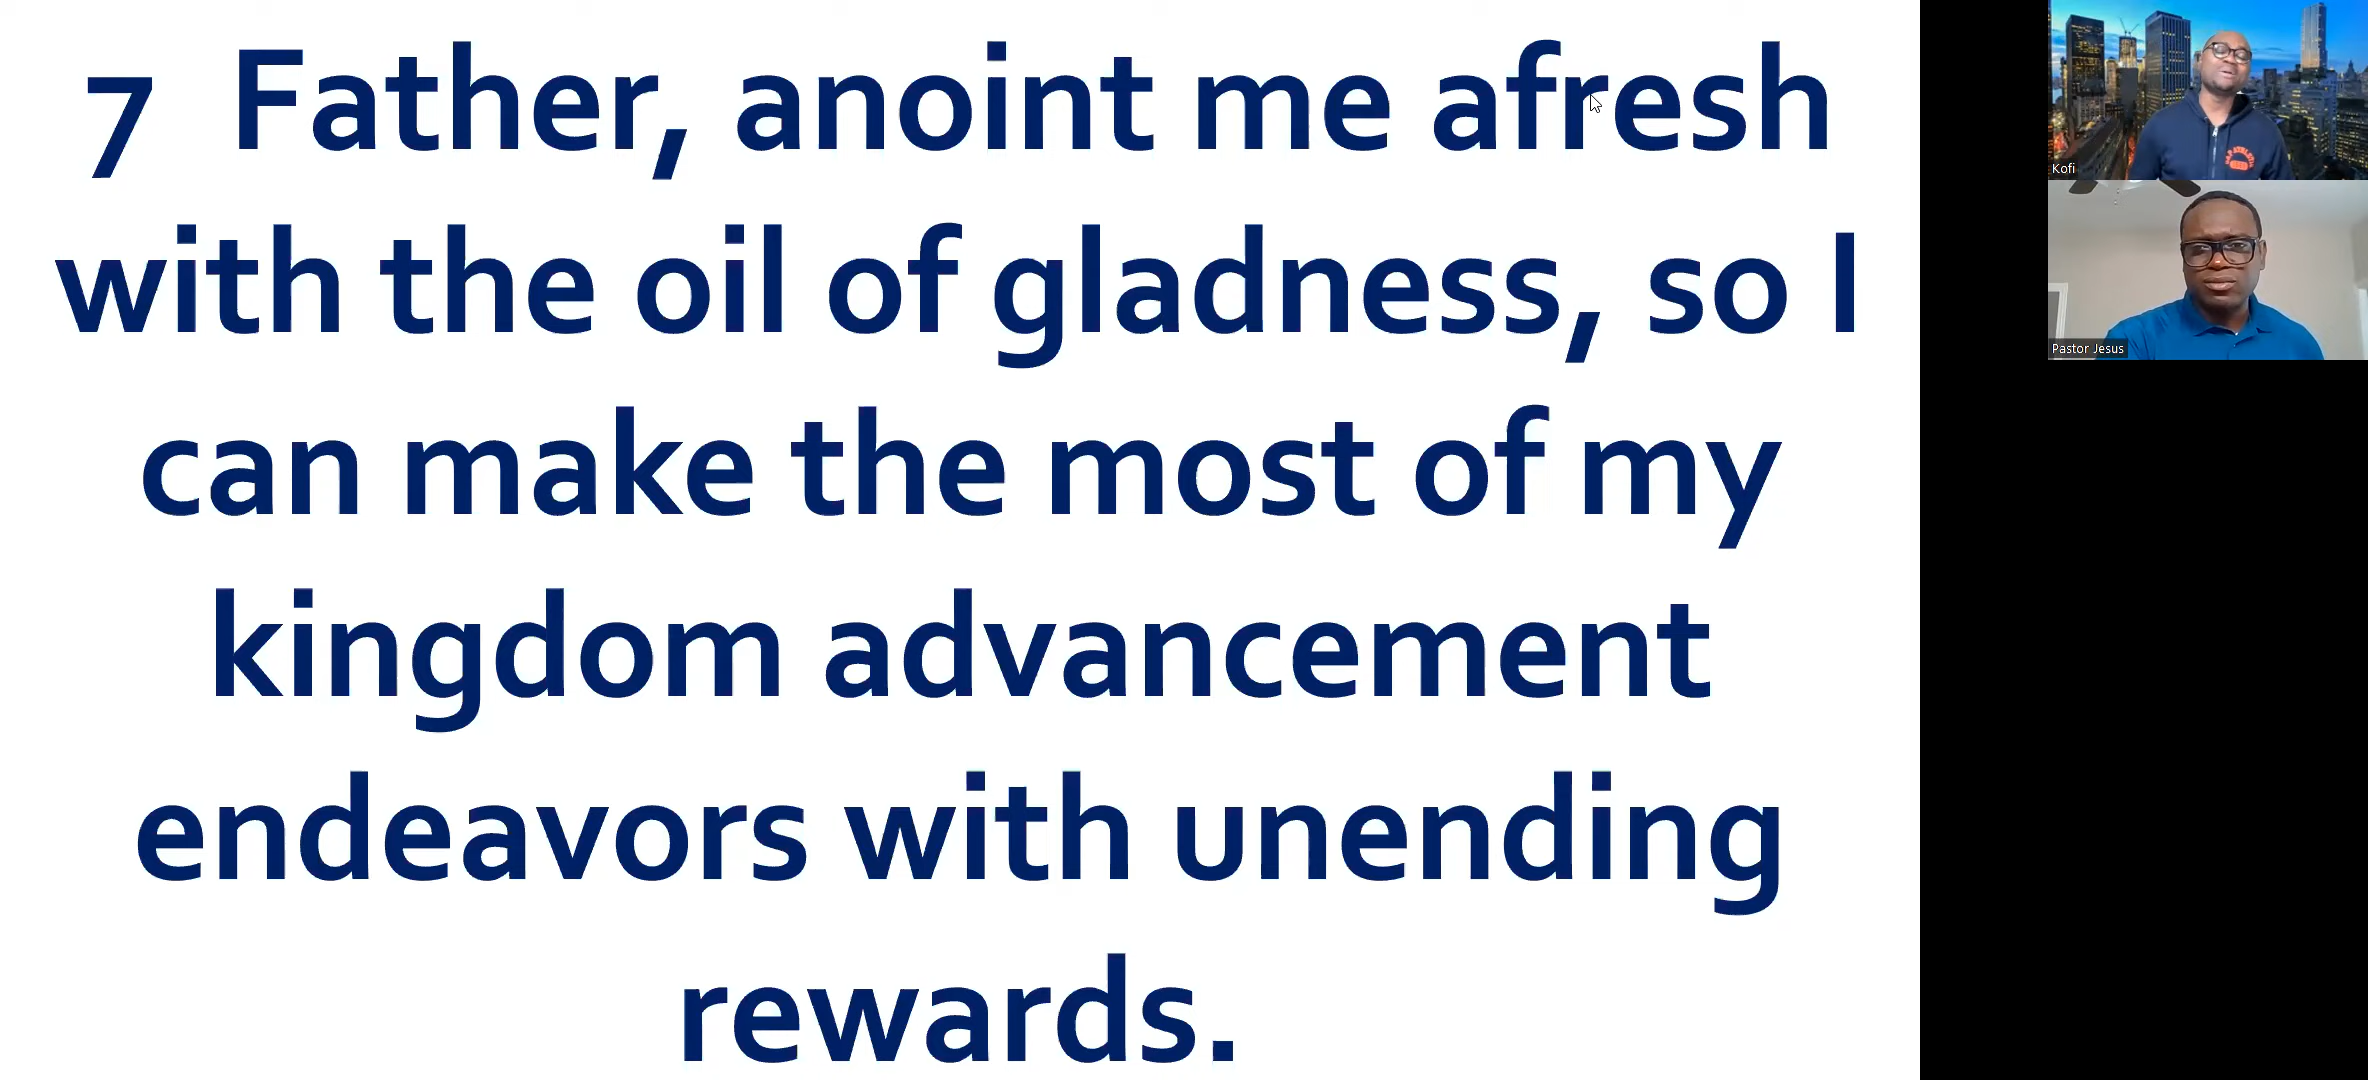 7 Father, anoint me afresh
with the oil of gladness, so I
can make the most of my
kingdom advancement
endeavors with unending
rewards.
Kofi
Pastor Jesus